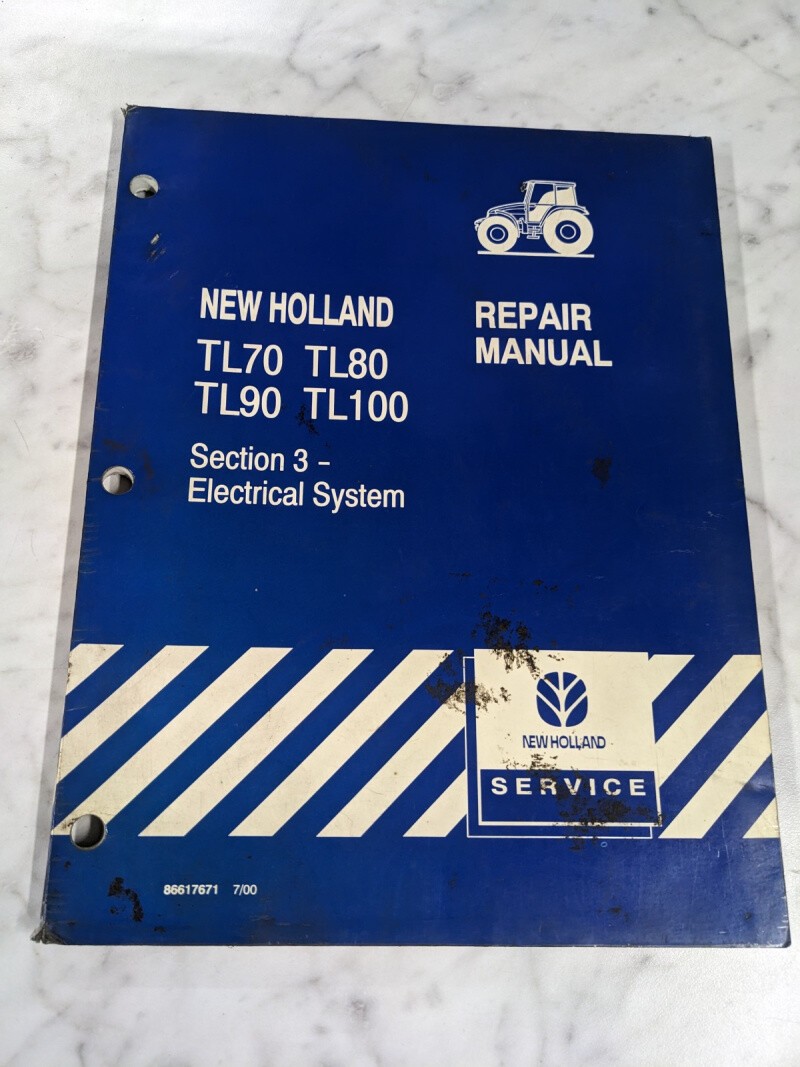 NEW HOLLAND
TL70 TL80
TL90 TL100
Section 3 -
Electrical System
REPAIR
MANUAL
NEW HOLLAND
SERVICE
86617671 7/00